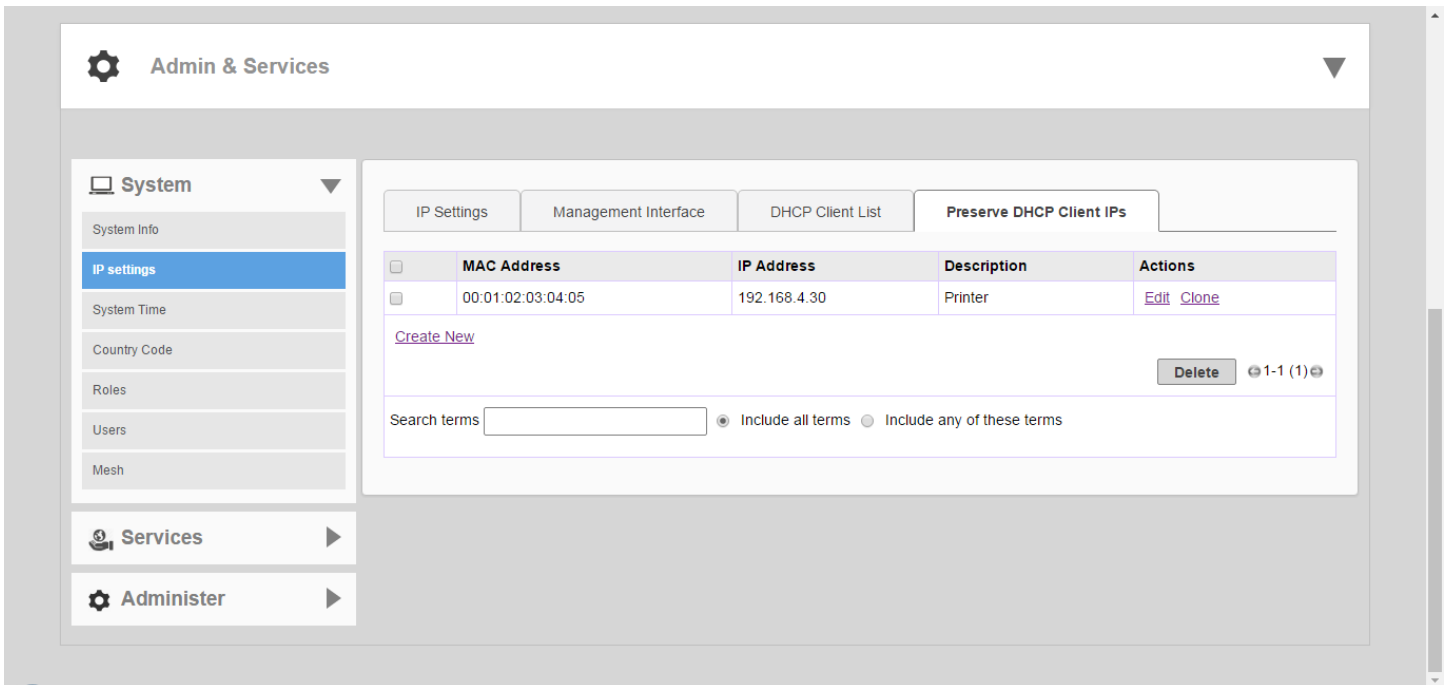 Admin & Services
System
System Info
IP settings
System Time
Country Code
Roles
Users
Mesh
Services
Administer
IP Settings Management Interface DHCP Client List Preserve DHCP Client IPs
MAC Address IP Address Description Actions
00:01:02:03:04:05 192.168.4.30 Printer Edit Clone
Create New
Delete 1-1 (1)
Search terms Include all terms Include any of these terms